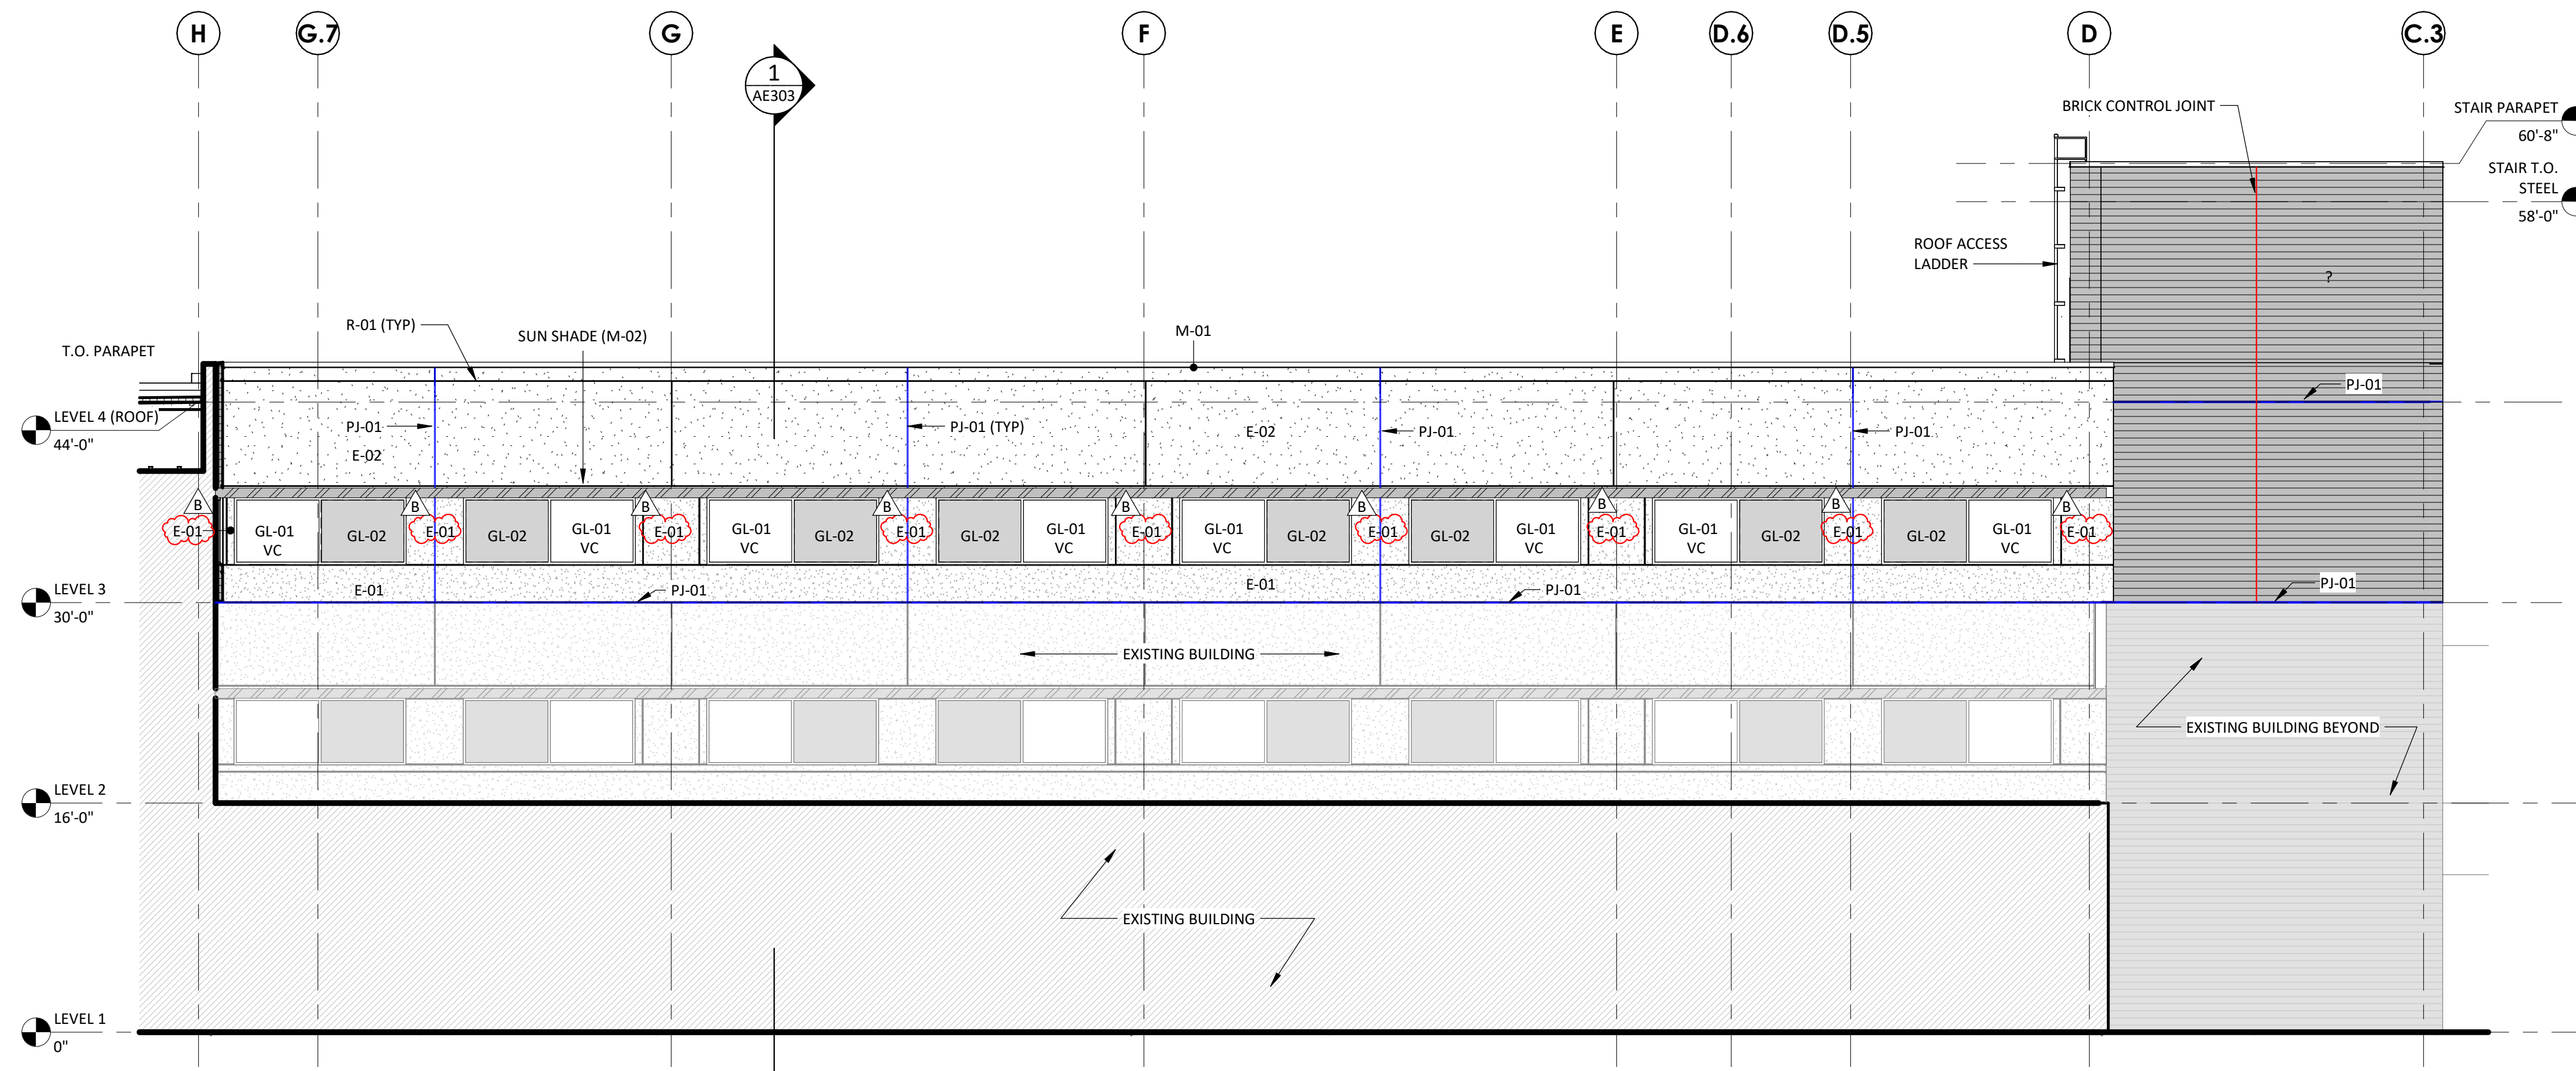 H
G.7
G
F
E
D.6
D.5
D
C.3
1
AE303
BRICK CONTROL JOINT
STAIR PARAPET
60'-8"
STAIR T.O.
STEEL
58'-0"
ROOF ACCESS
LADDER
?
R-01 (TYP)
SUN SHADE (M-02)
M-01
T.O. PARAPET
PJ-01
LEVEL 4 (ROOF)
44'-0"
PJ-01
E-02
PJ-01 (TYP)
E-02
PJ-01
PJ-01
B
B
B
B
B
B
B
B
B
E-01
GL-01
VC
GL-02
E-01
GL-02
GL-01
VC
E-01
GL-01
VC
GL-02
E-01
GL-02
GL-01
VC
E-01
GL-01
VC
GL-02
E-01
GL-02
GL-01
VC
E-01
GL-01
VC
GL-02
E-01
GL-02
GL-01
VC
E-01
LEVEL 3
30'-0"
E-01
PJ-01
E-01
PJ-01
PJ-01
EXISTING BUILDING
EXISTING BUILDING BEYOND
LEVEL 2
16'-0"
EXISTING BUILDING
LEVEL 1
0"